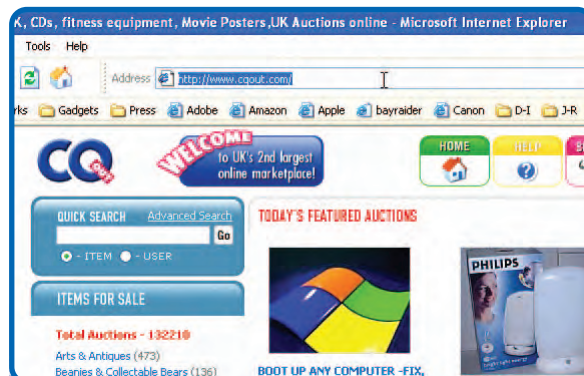 K, CDs, fitness equipment, Movie Posters ,UK Auctions online - Microsoft Internet Explorer
Tools Help
Address http://www.cqout.com/
rks Gadgets Press Adobe Amazon Apple bayraider Canon D-I J-R
CQ out
WELCOME
to UK's 2nd largest
online marketplace!
HOME
HELP
QUICK SEARCH Advanced Search
Go
- ITEM - USER
TODAY'S FEATURED AUCTIONS
PHILIPS
ITEMS FOR SALE
Total Auctions - 132210
Arts & Antiques (473)
Beanies & Collectable Bears (136)
BOOT UP ANY COMPUTER -FIX,